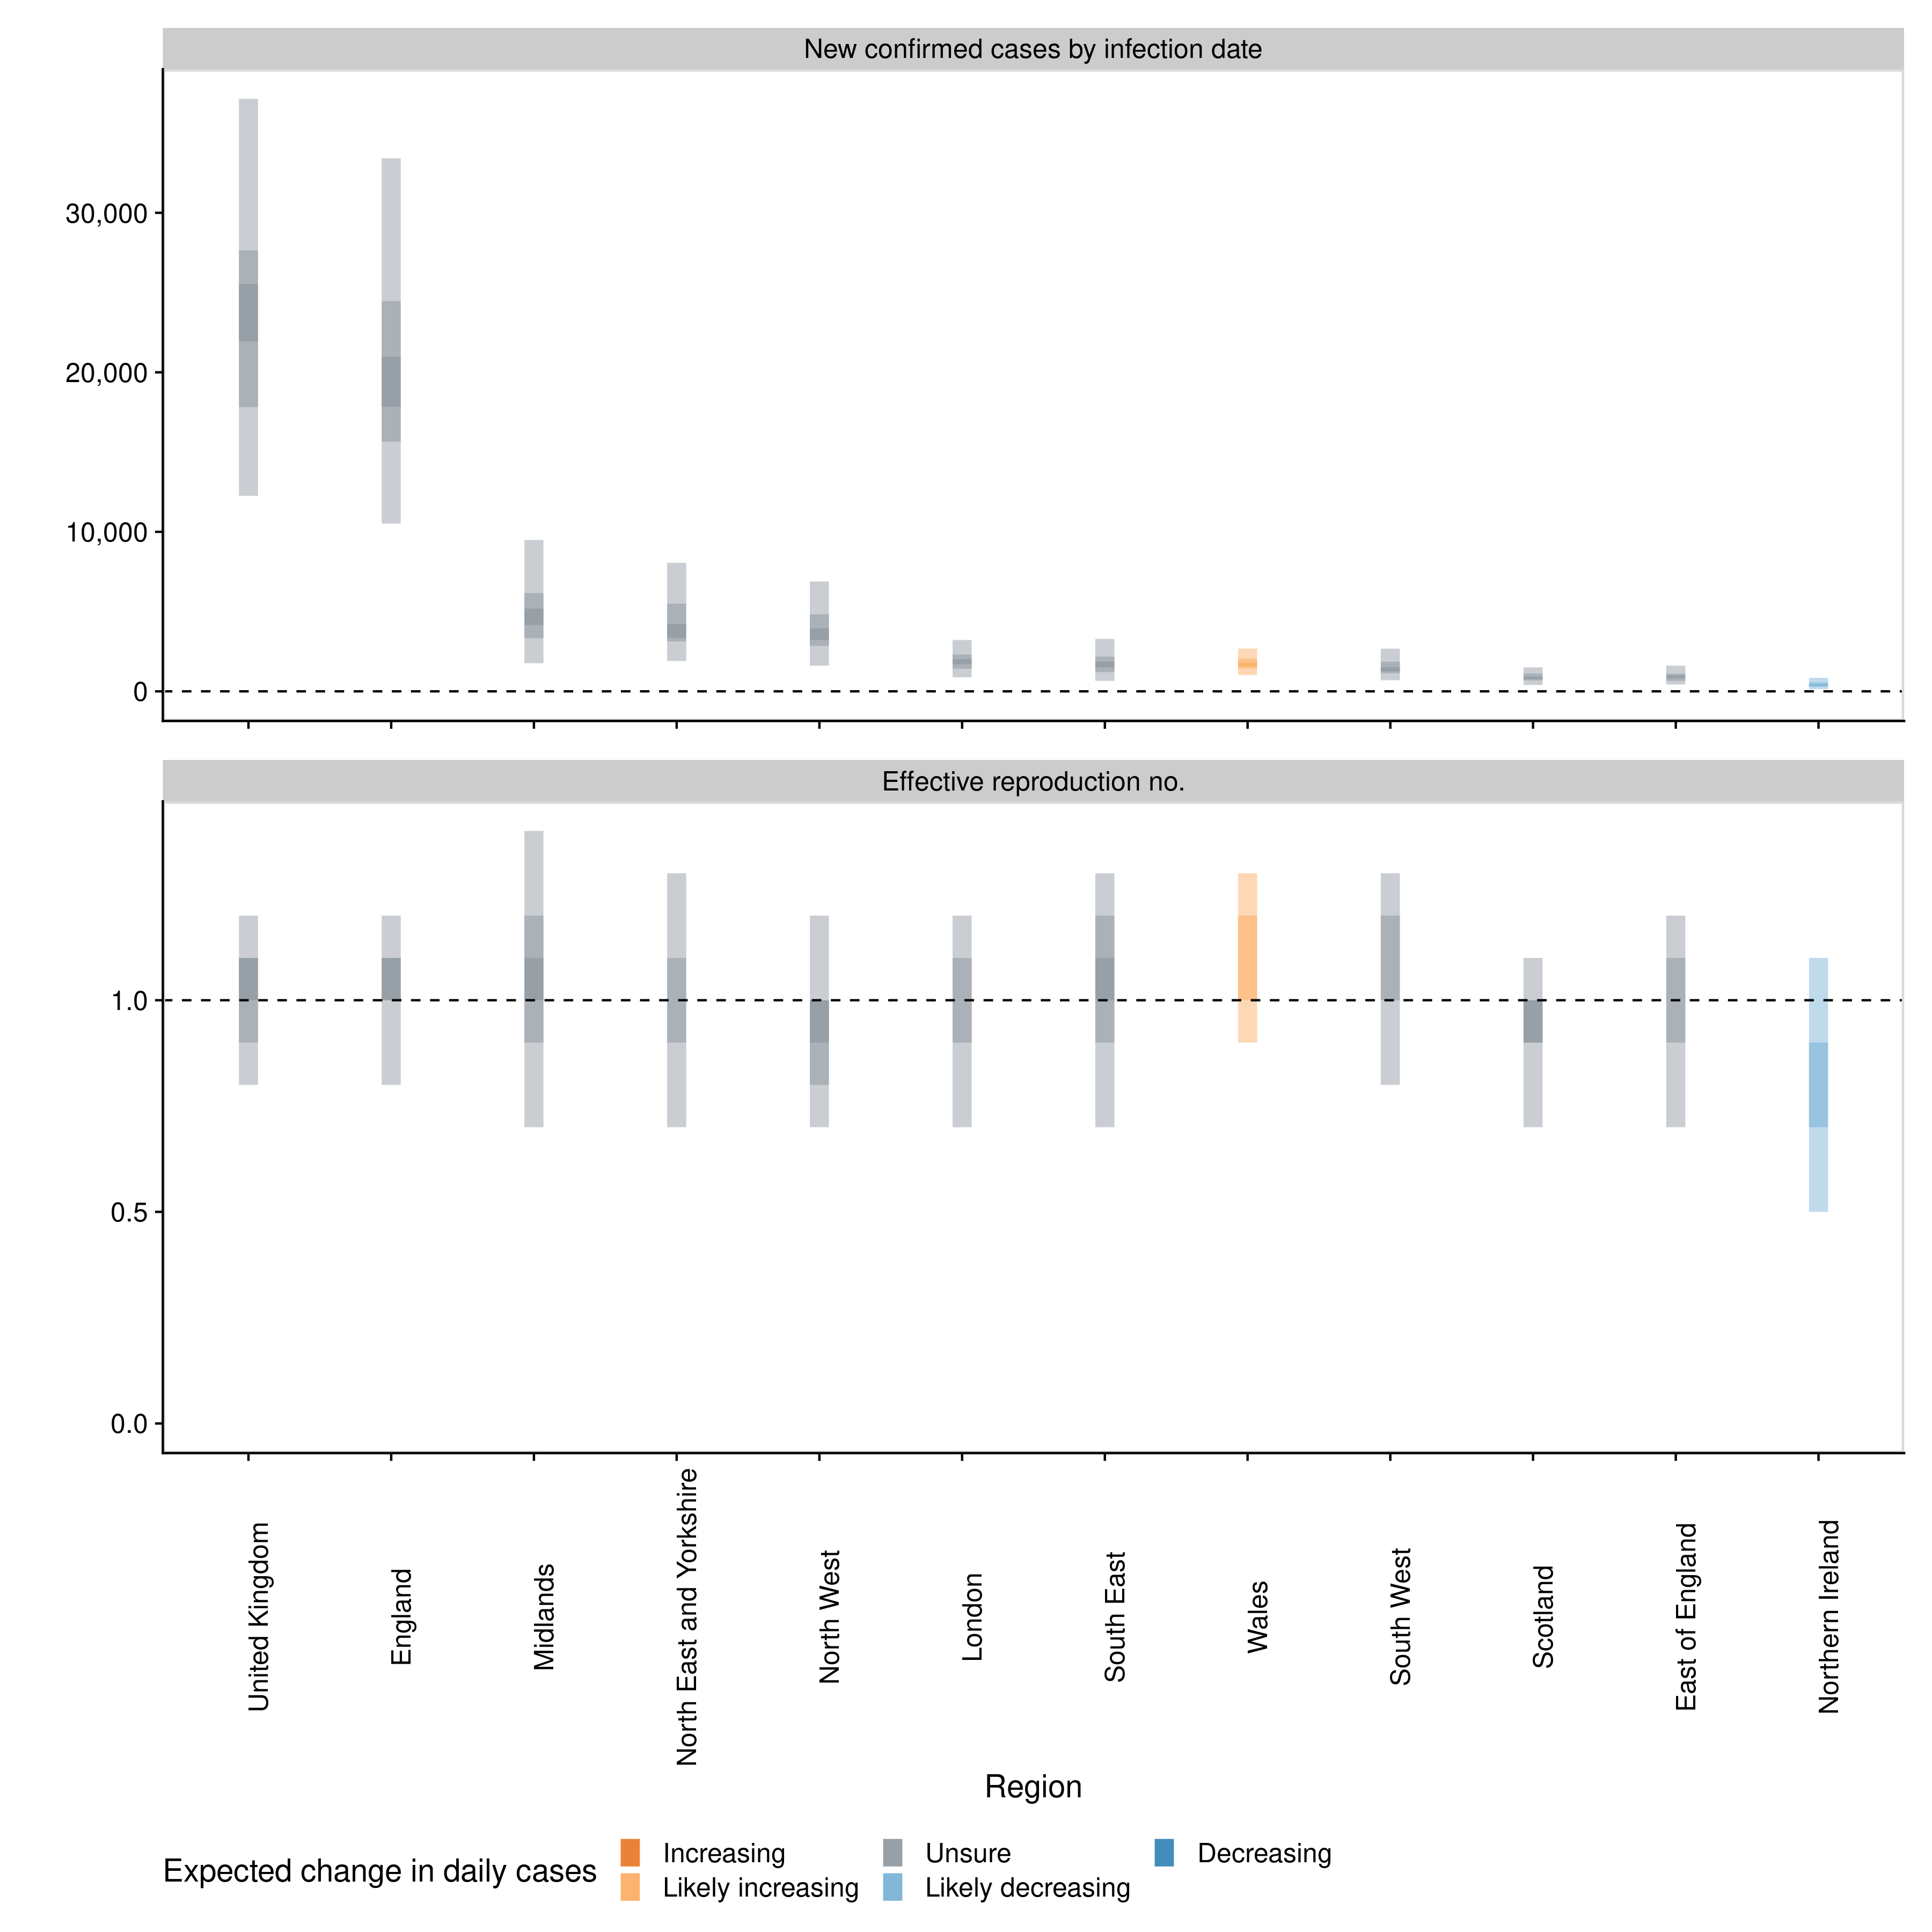 New confirmed cases by infection date
30,000
20,000
10,000
0
Effective reproduction no.
1.0
0.5
0.0
United Kingdom
England
Midlands
North East and Yorkshire
North West
London
South East
Wales
South West
Scotland
East of England
Northern Ireland
Region
Expected change in daily cases
Increasing
Unsure
Decreasing
Likely increasing
Likely decreasing